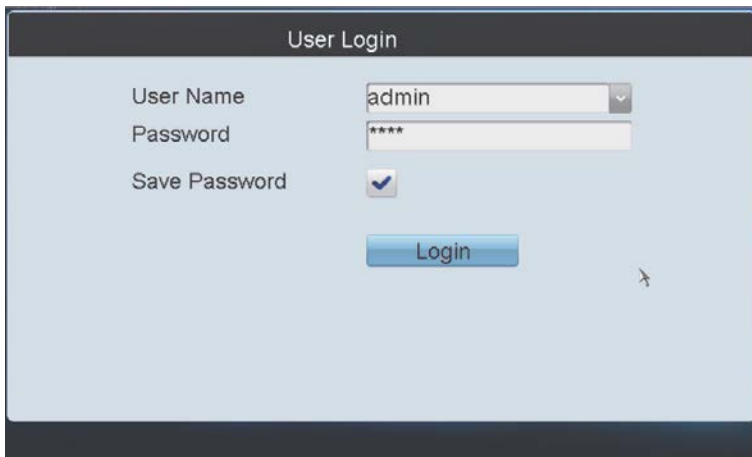 User Login
User Name
admin
Password
****
Save Password
Login